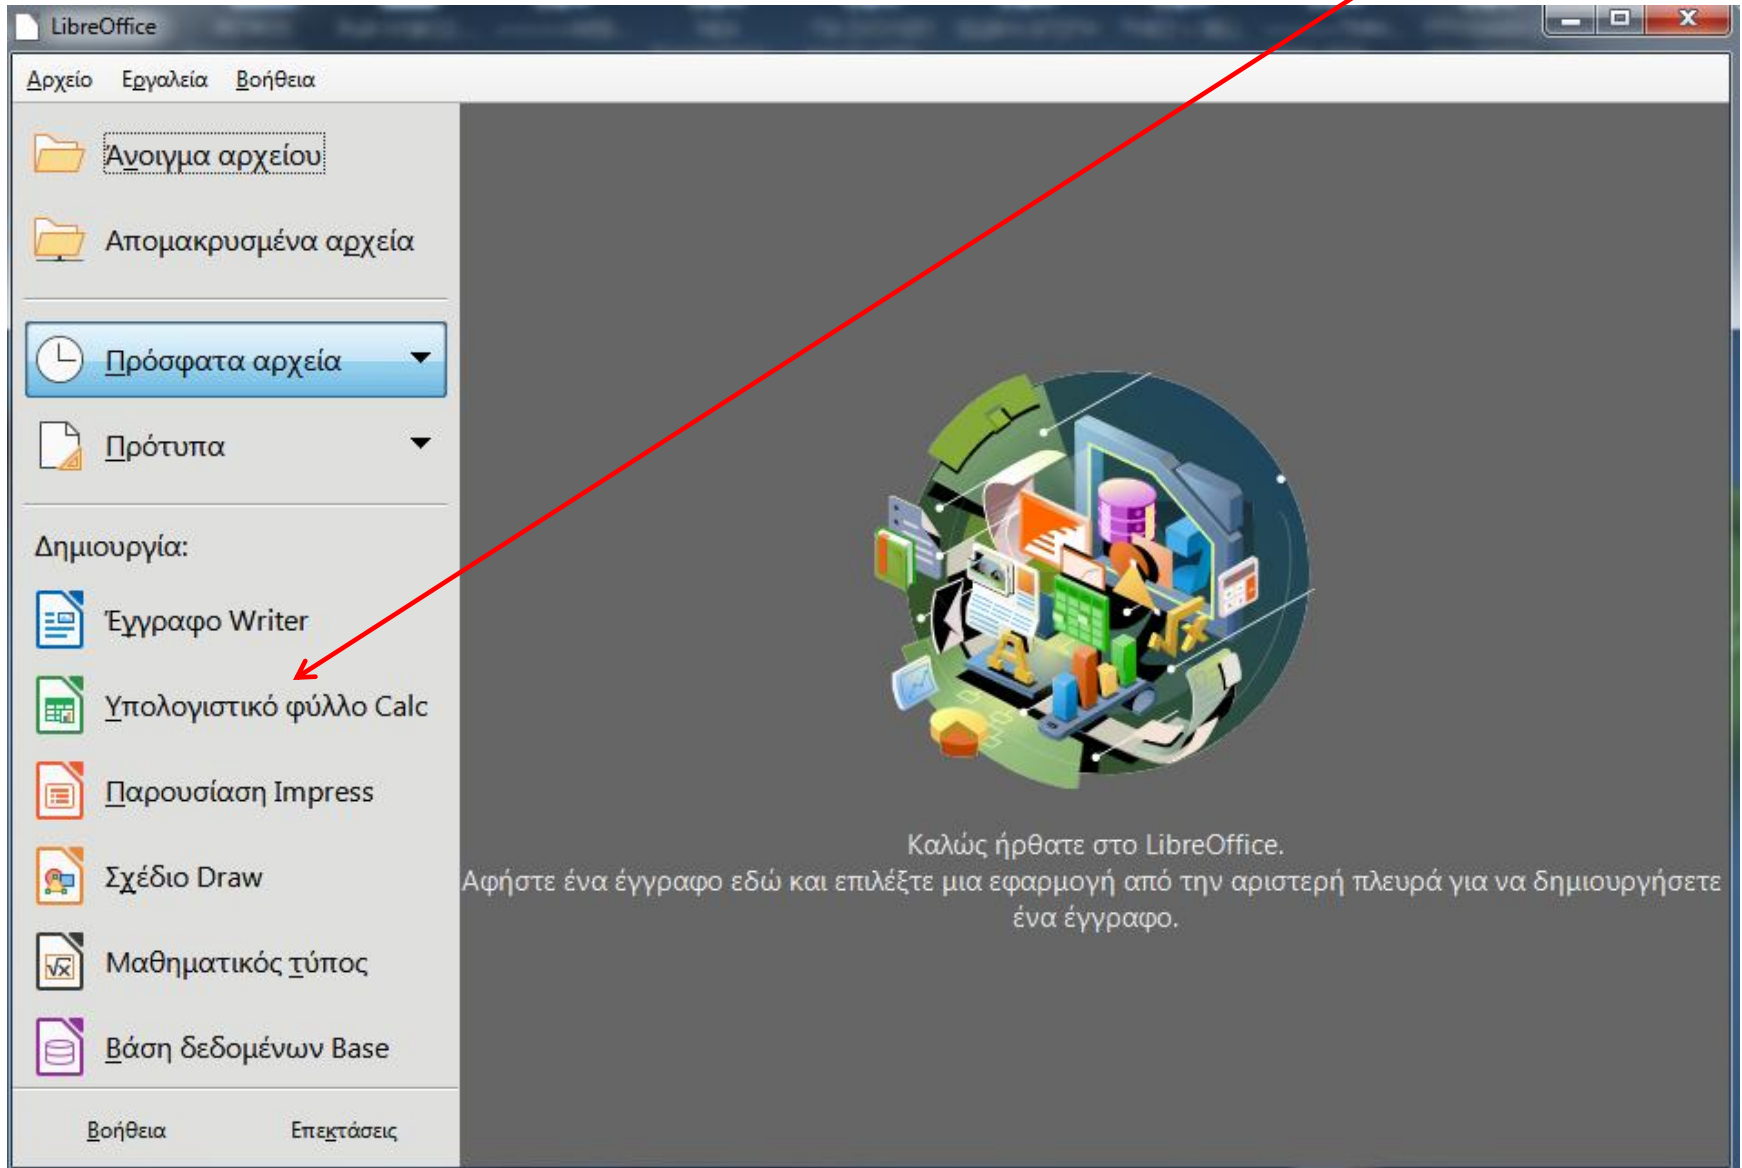 LibreOffice
Αρχείο Εργαλεία Βοήθεια
Άνοιγμα αρχείου
Απομακρυσμένα αρχεία
Πρόσφατα αρχεία
Πρότυπα
Δημιουργία:
Έγγραφο Writer
Υπολογιστικό φύλλο Calc
Παρουσίαση Impress
Σχέδιο Draw
Μαθηματικός τύπος
Βάση δεδομένων Base
Βοήθεια Επεκτάσεις
Καλώς ήρθατε στο LibreOffice.
Αφήστε ένα έγγραφο εδώ και επιλέξτε μια εφαρμογή από την αριστερή πλευρά για να δημιουργήσετε
ένα έγγραφο.